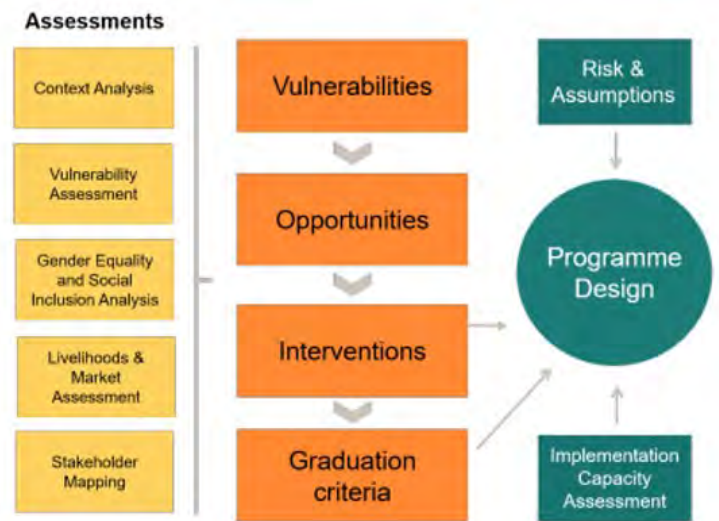 Assessments
Context Analysis
Vulnerability
Assessment
Gender Equality
and Social
Inclusion Analysis
Livelihoods &
Market
Assessment
Stakeholder
Mapping
Vulnerabilities
Opportunities
Interventions
Graduation
criteria
Risk &
Assumptions
Programme
Design
Implementation
Capacity
Assessment